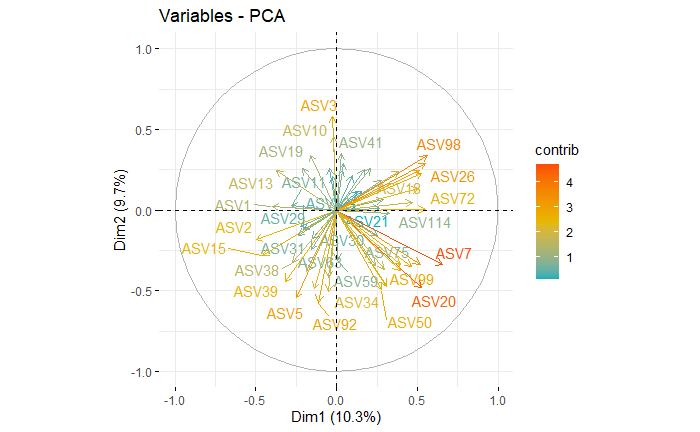 Variables - PCA
1.0
0.5
0.0
-0.5
-1.0
Dim2 (9.7%)
ASV3
ASV10
ASV41
ASV98
ASV19
ASV26
ASV13
ASV11
ASV18
ASV72
ASV1
ASV29
ASV21
ASV114
ASV2
ASV30
ASV15
ASV31
ASV75
ASV7
ASV38
ASV59
ASV99
ASV39
ASV34
ASV20
ASV5
ASV92
ASV50
-1.0 -0.5 0.0 0.5 1.0
Dim1 (10.3%)
contrib
4
3
2
1